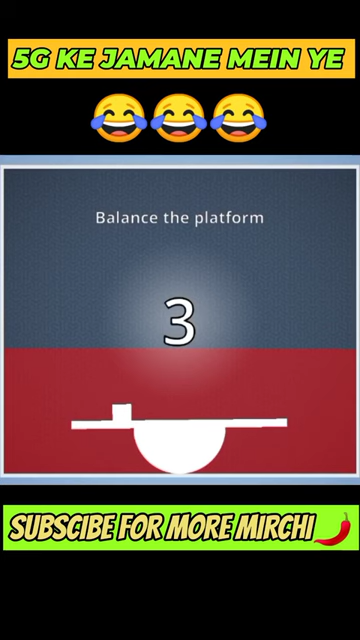 5G KE JAMANE MEIN YE
😂😂😂
Balance the platform
3
SUBSCIBE FOR MORE MIRCHI🌶️